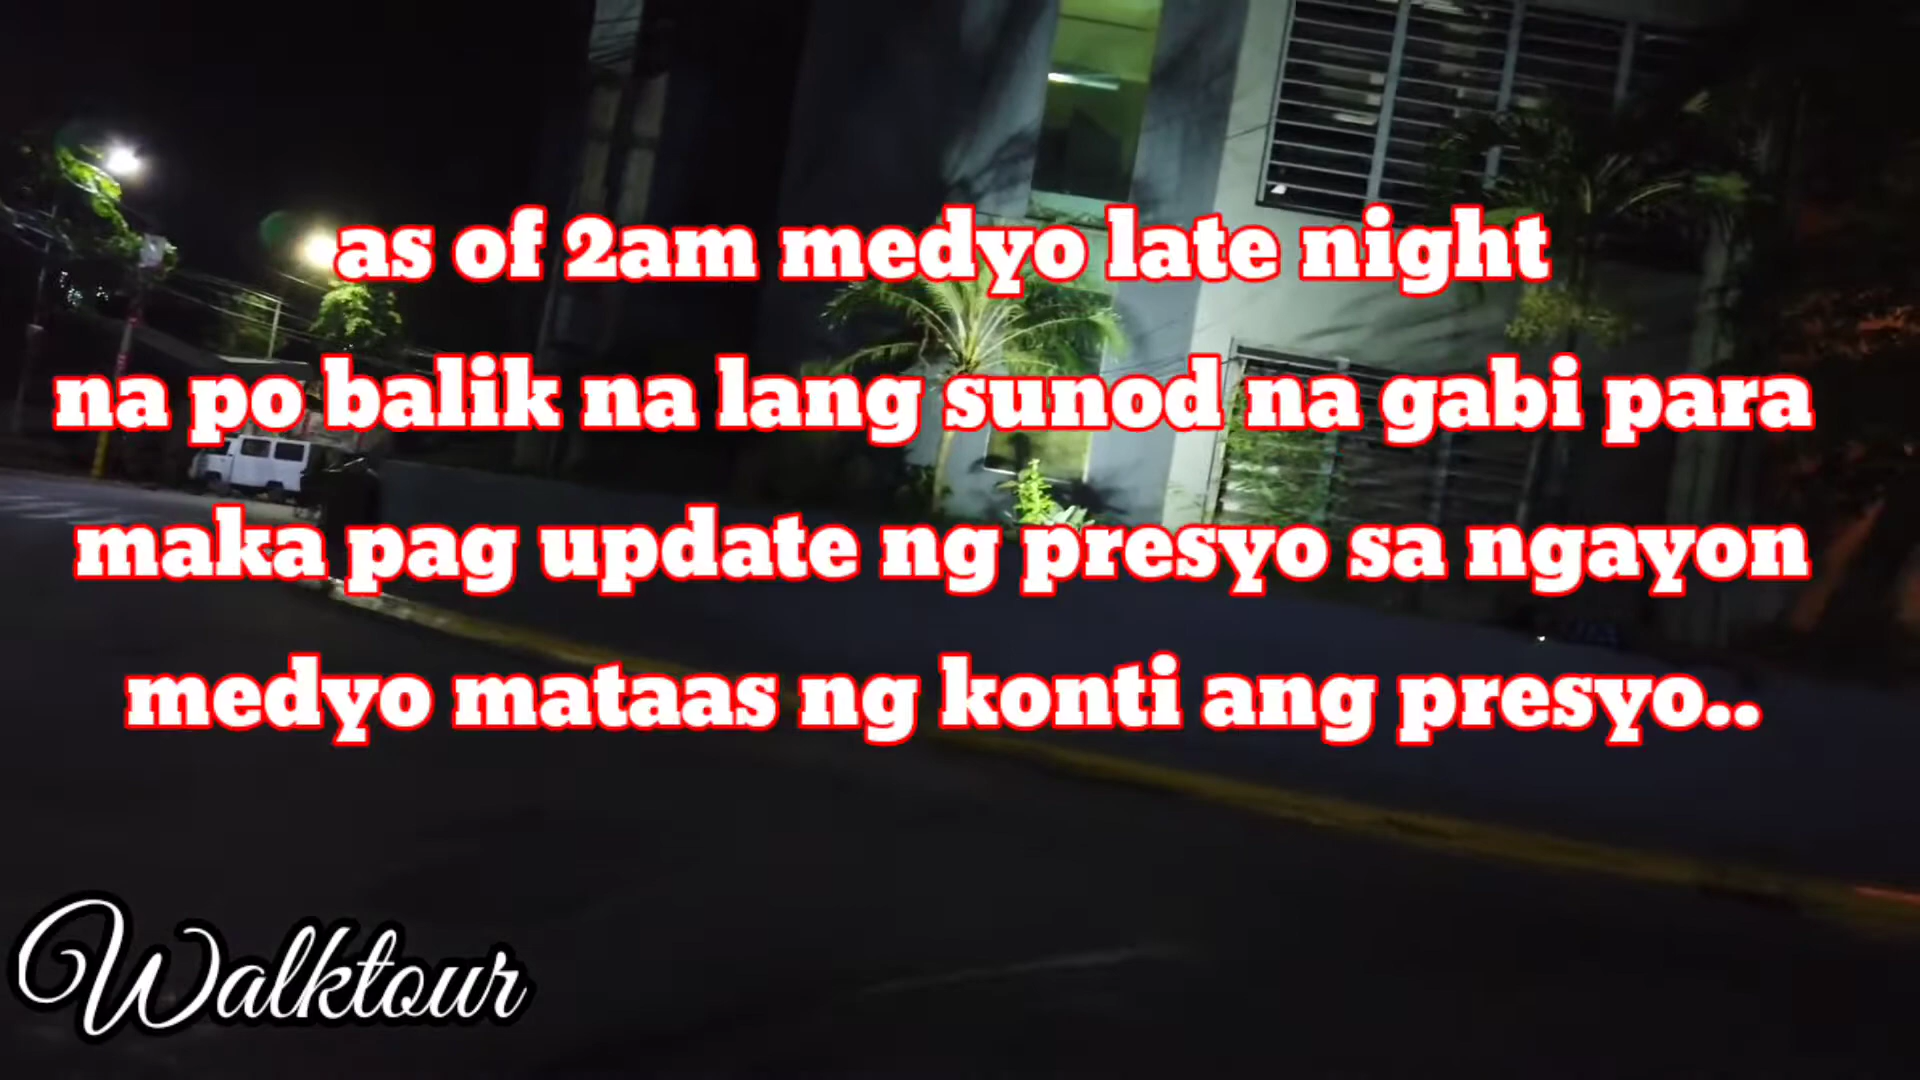 as of 2am medyo late night
na po balik na lang sunod na gabi para
maka pag update ng presyo sa ngayon
medyo mataas ng konti ang presyo..
Walktour